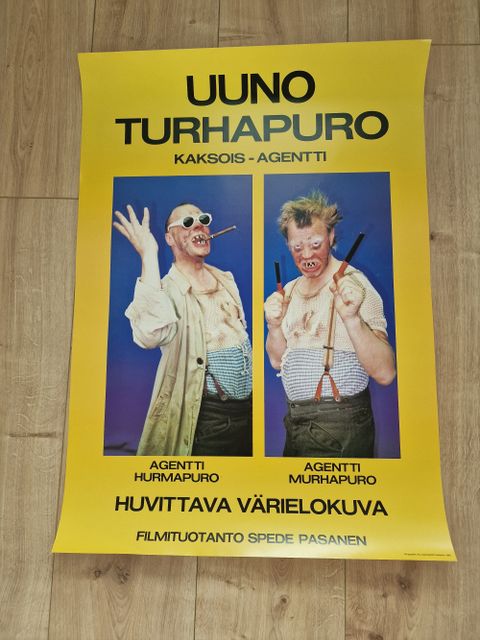 UUNO
TURHAPURO
KAKSOIS - AGENTTI
AGENTTI
HURMAPURO
AGENTTI
MURHAPURO
HUVITTAVA VÄRIELOKUVA
FILMITUOTANTO SPEDE PASANEN